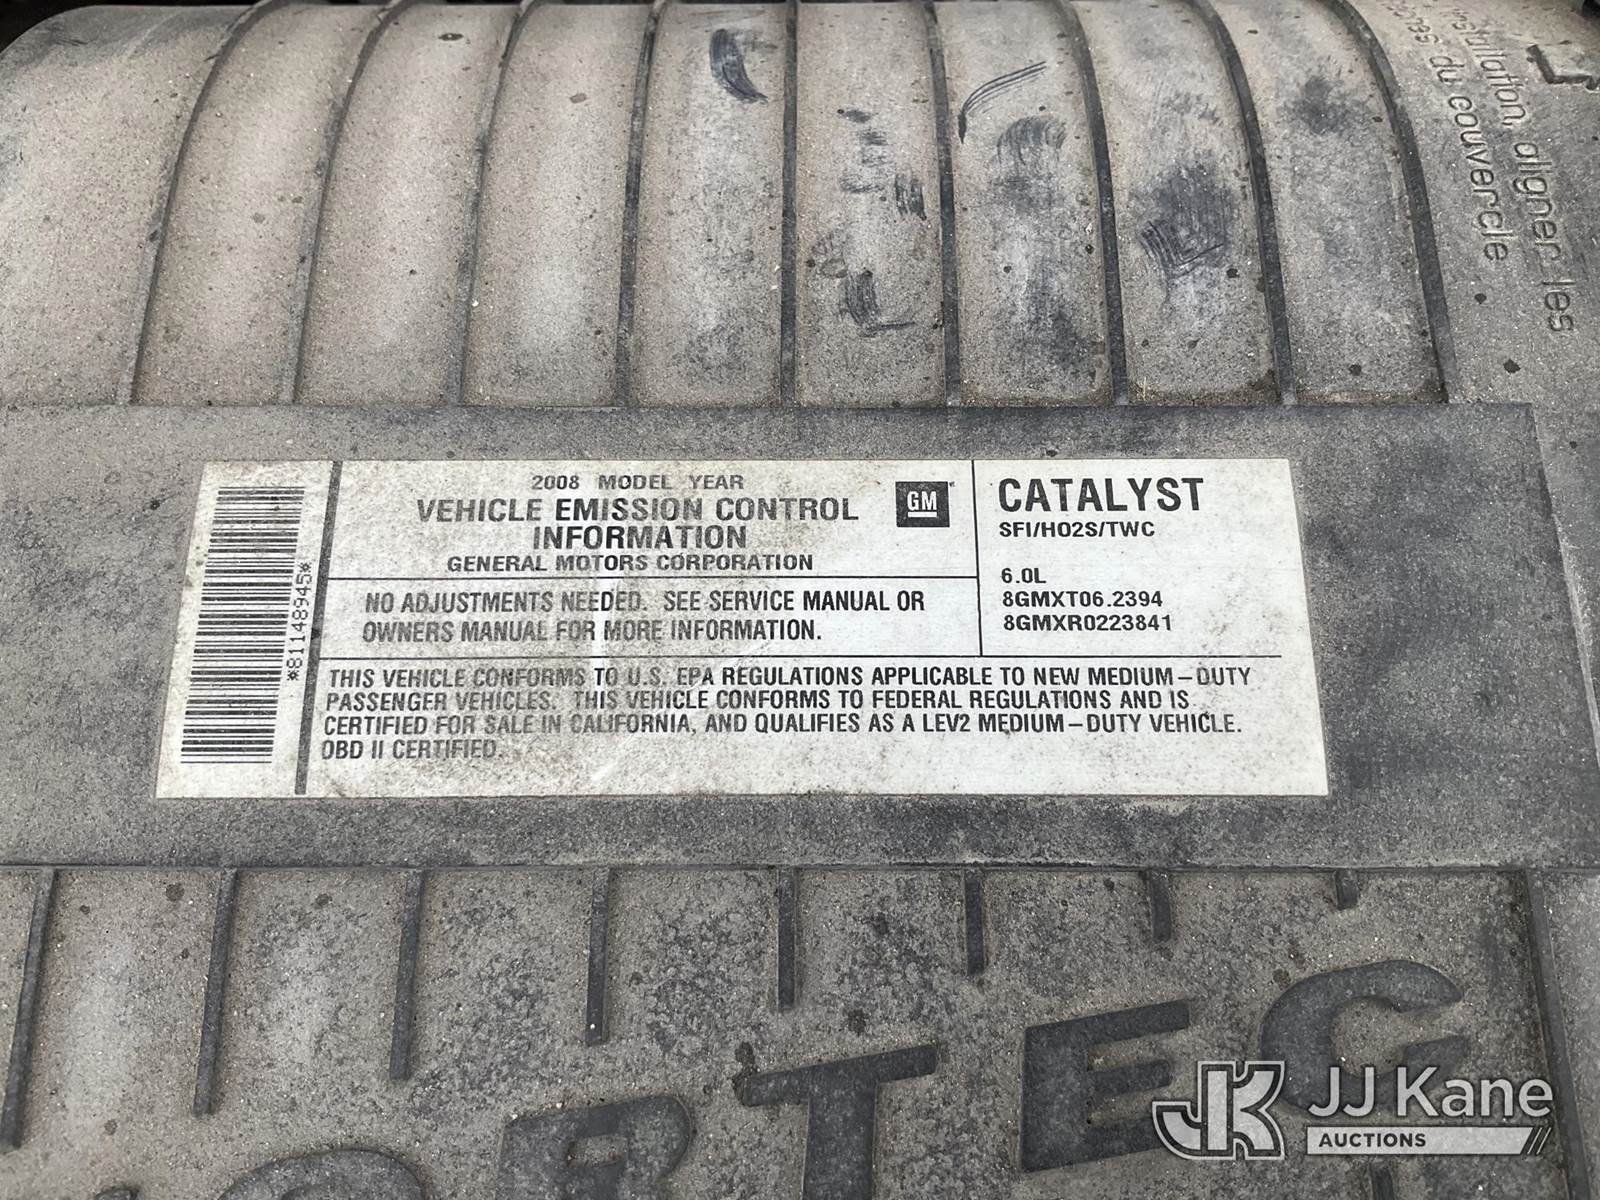 2008 MODEL YEAR
VEHICLE EMISSION CONTROL
INFORMATION
GENERAL MOTORS CORPORATION
GM
CATALYST
SFI/HO2S/TWC
6.0L
8GMXT06.2394
8GMXR0223841
NO ADJUSTMENTS NEEDED. SEE SERVICE MANUAL OR
OWNERS MANUAL FOR MORE INFORMATION.
THIS VEHICLE CONFORMS TO U.S. EPA REGULATIONS APPLICABLE TO NEW MEDIUM-DUTY
PASSENGER VEHICLES. THIS VEHICLE CONFORMS TO FEDERAL REGULATIONS AND IS
CERTIFIED FOR SALE IN CALIFORNIA, AND QUALIFIES AS A LEV2 MEDIUM-DUTY VEHICLE.
OBD II CERTIFIED.
*81148945*
aligner les
du couvercle
ORTEC
JK JJ Kane
AUCTIONS